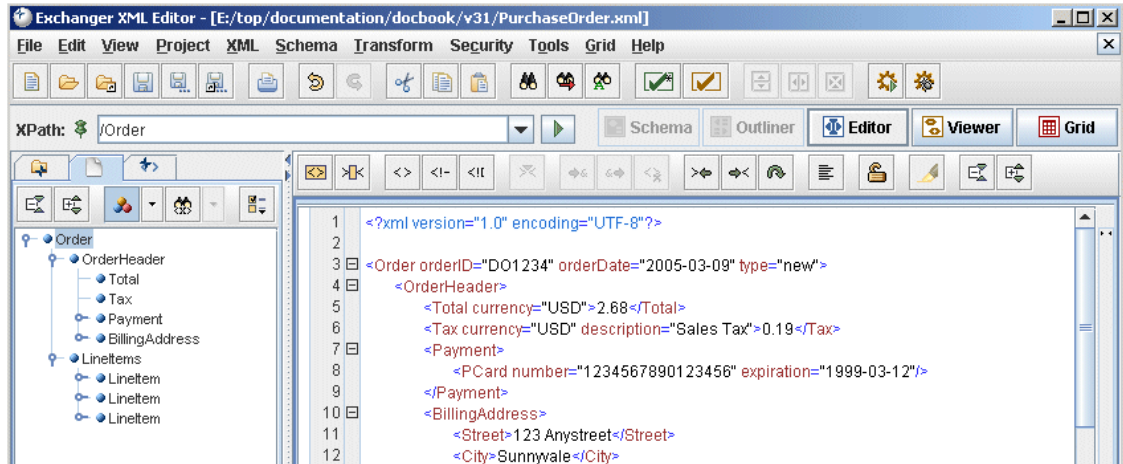 Exchanger XML Editor - [E:/top/documentation/docbook/v31/PurchaseOrder.xml]
File Edit View Project XML Schema Transform Security Tools Grid Help
XPath: /Order
Schema Outliner Editor Viewer Grid
Order
OrderHeader
Total
Tax
Payment
BillingAddress
LineItems
LineItem
LineItem
LineItem
1 <?xml version="1.0" encoding="UTF-8"?>
2
3 <Order orderID="DO1234" orderDate="2005-03-09" type="new">
4 <OrderHeader>
5 <Total currency="USD">2.68</Total>
6 <Tax currency="USD" description="Sales Tax">0.19</Tax>
7 <Payment>
8 <PCard number="1234567890123456" expiration="1999-03-12"/>
9 </Payment>
10 <BillingAddress>
11 <Street>123 Anystreet</Street>
12 <City>Sunnyvale</City>